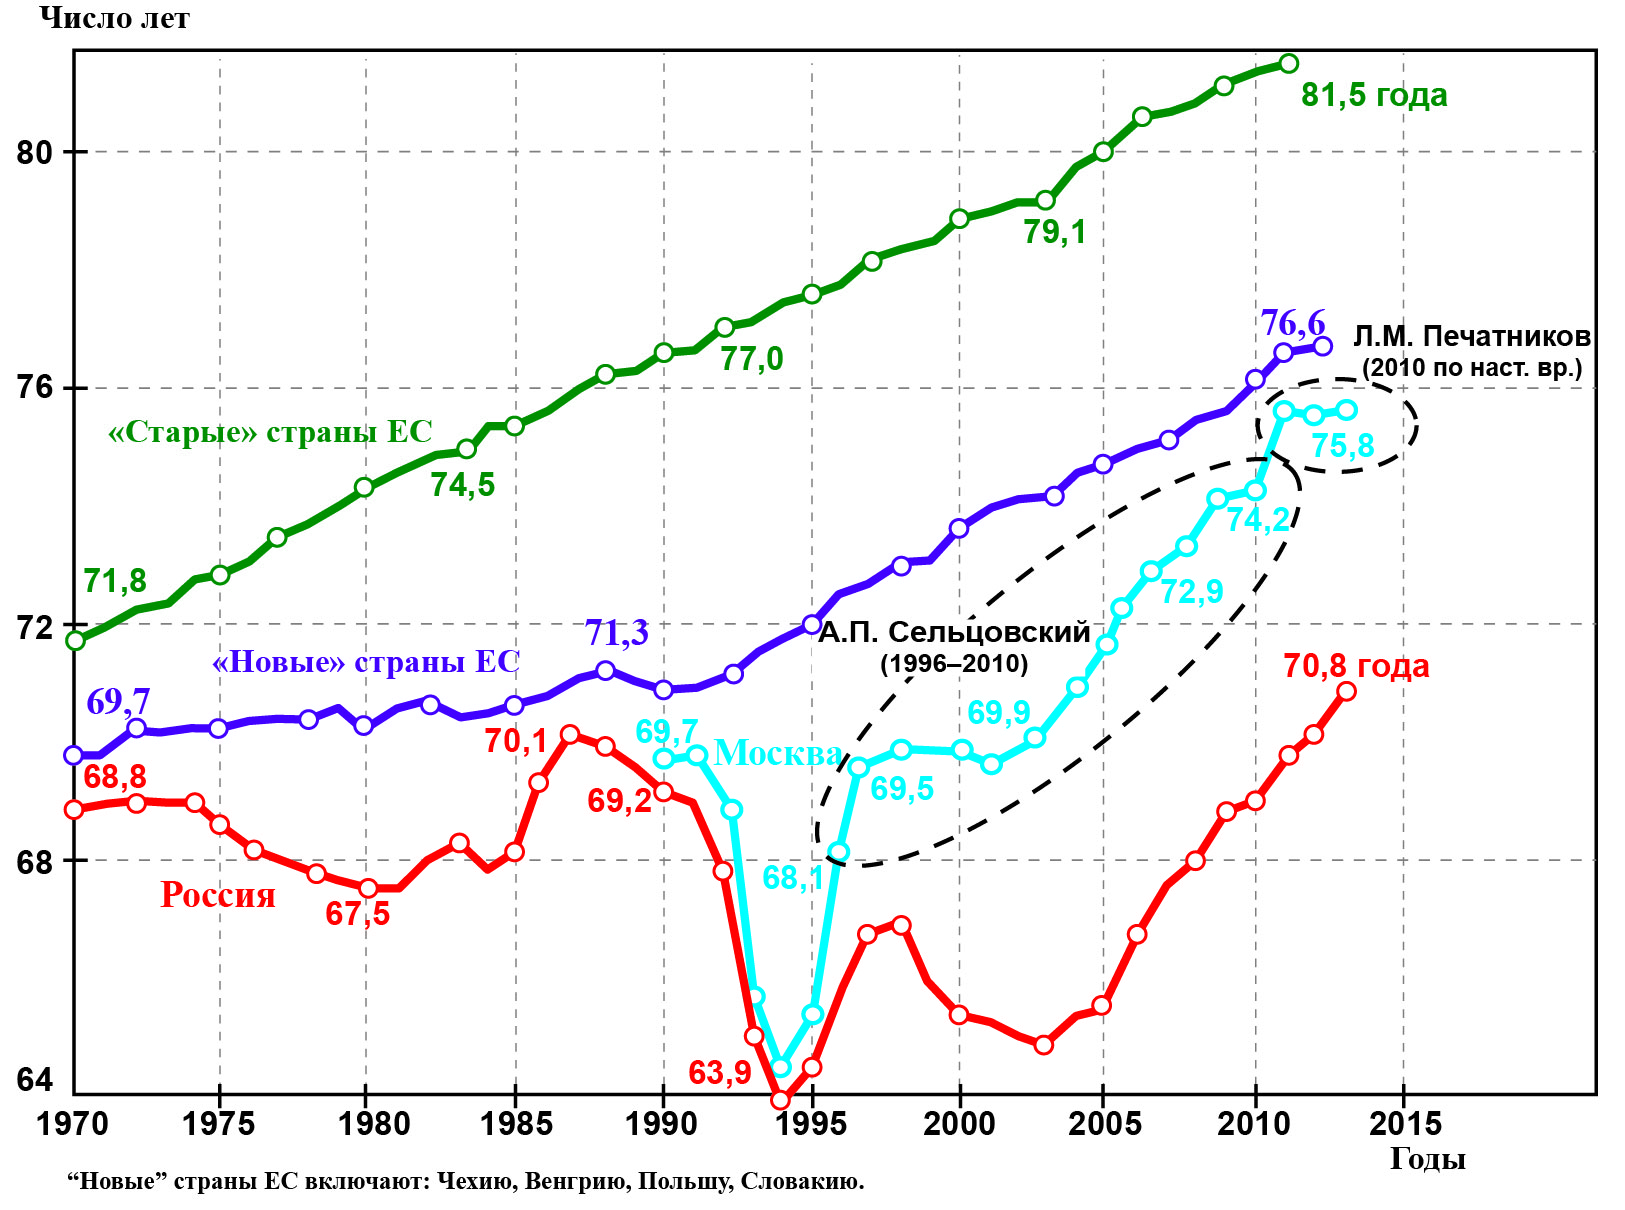 Число лет
81,5 года
80
79,1
76,6
Л.М. Печатников
(2010 по наст. вр.)
77,0
76
«Старые» страны ЕС
75,8
74,5
74,2
71,8
72,9
72
71,3
А.П. Сельцовский
(1996–2010)
«Новые» страны ЕС
70,8 года
69,7
69,9
69,7
70,1
Москва
68,8
69,5
69,2
68
68,1
Россия
67,5
63,9
64
1970 1975 1980 1985 1990 1995 2000 2005 2010 2015
Годы
“Новые” страны ЕС включают: Чехию, Венгрию, Польшу, Словакию.